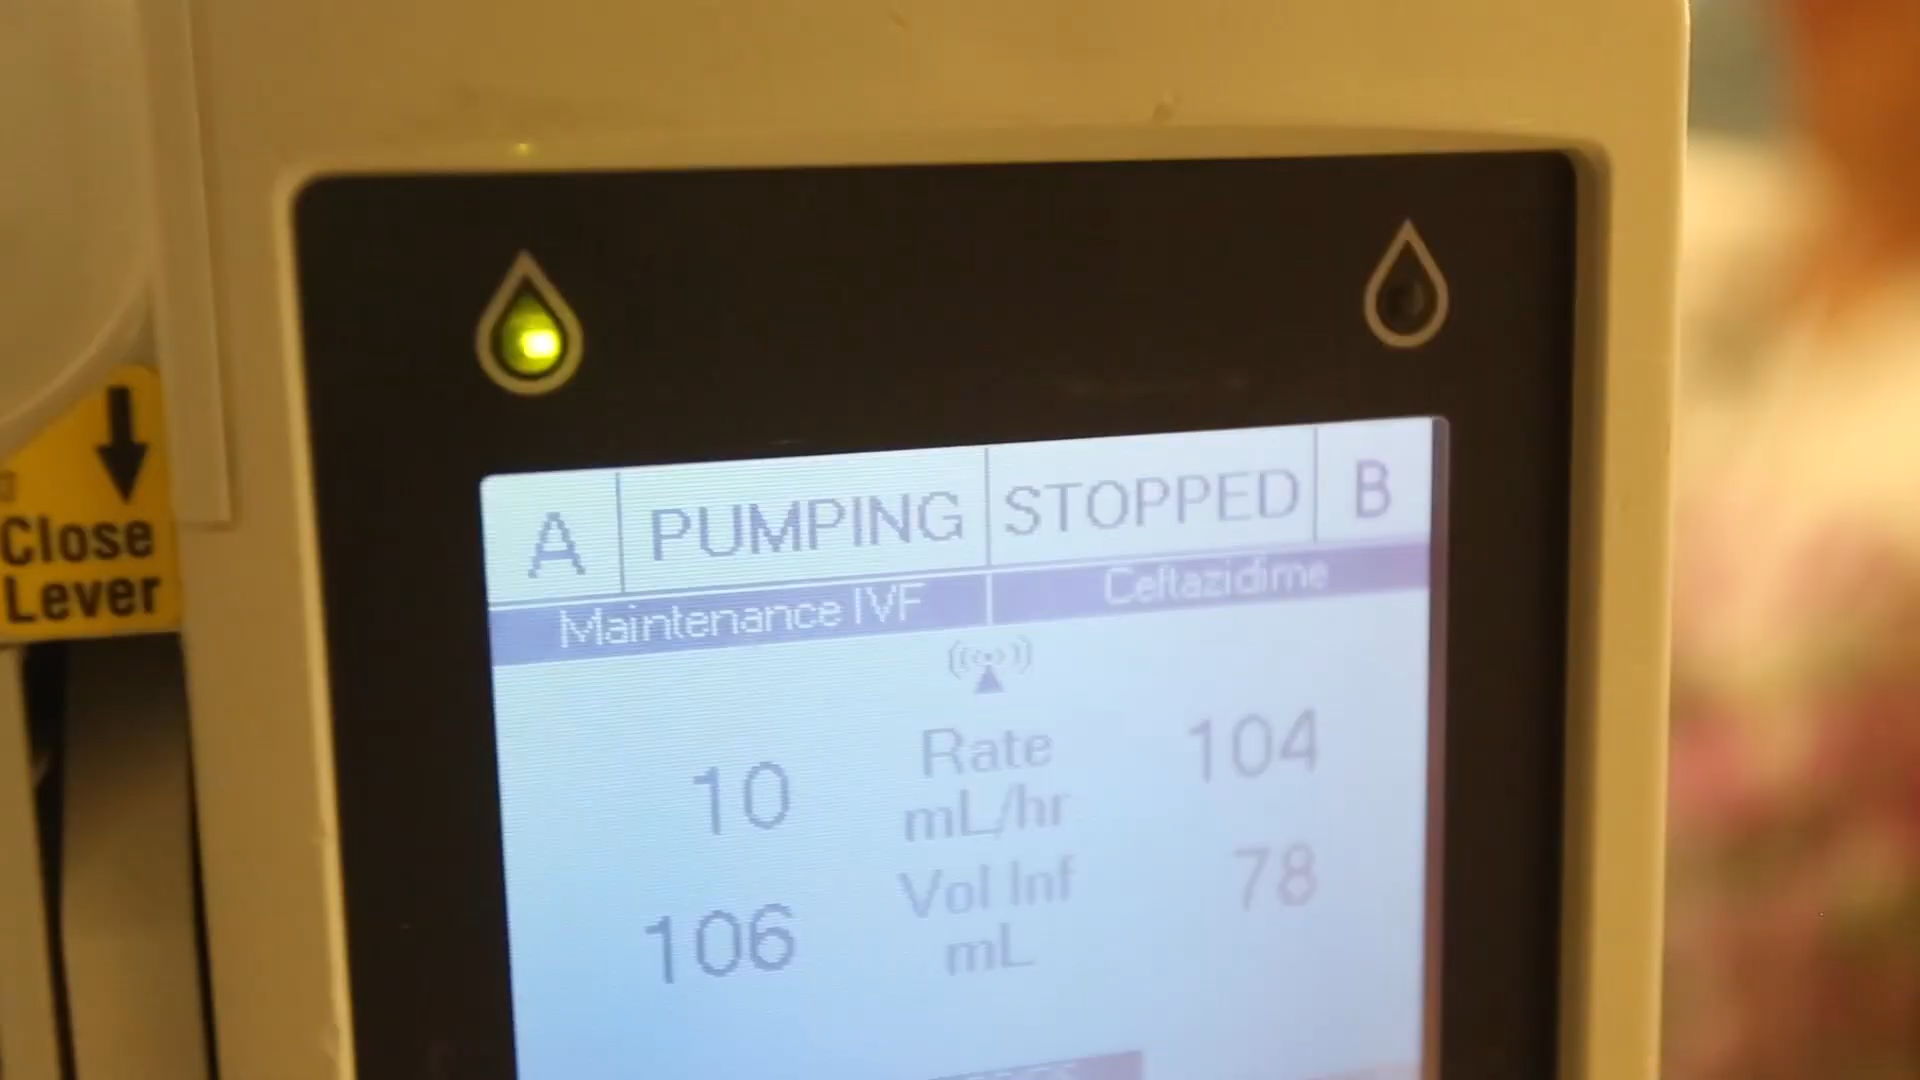 A PUMPING STOPPED B
Maintenance IVF Ceftazidime
10 Rate mL/hr 104
106 Vol Inf mL 78
Close
Lever